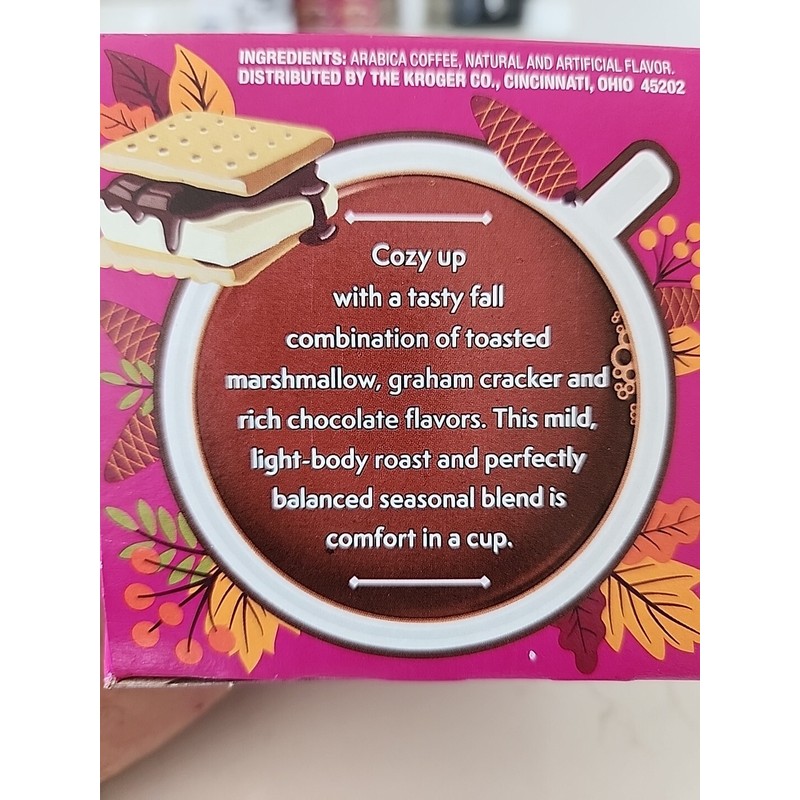 INGREDIENTS: ARABICA COFFEE, NATURAL AND ARTIFICIAL FLAVOR.
DISTRIBUTED BY THE KROGER CO., CINCINNATI, OHIO 45202
Cozy up
with a tasty fall
combination of toasted
marshmallow, graham cracker and
rich chocolate flavors. This mild,
light-body roast and perfectly
balanced seasonal blend is
comfort in a cup.